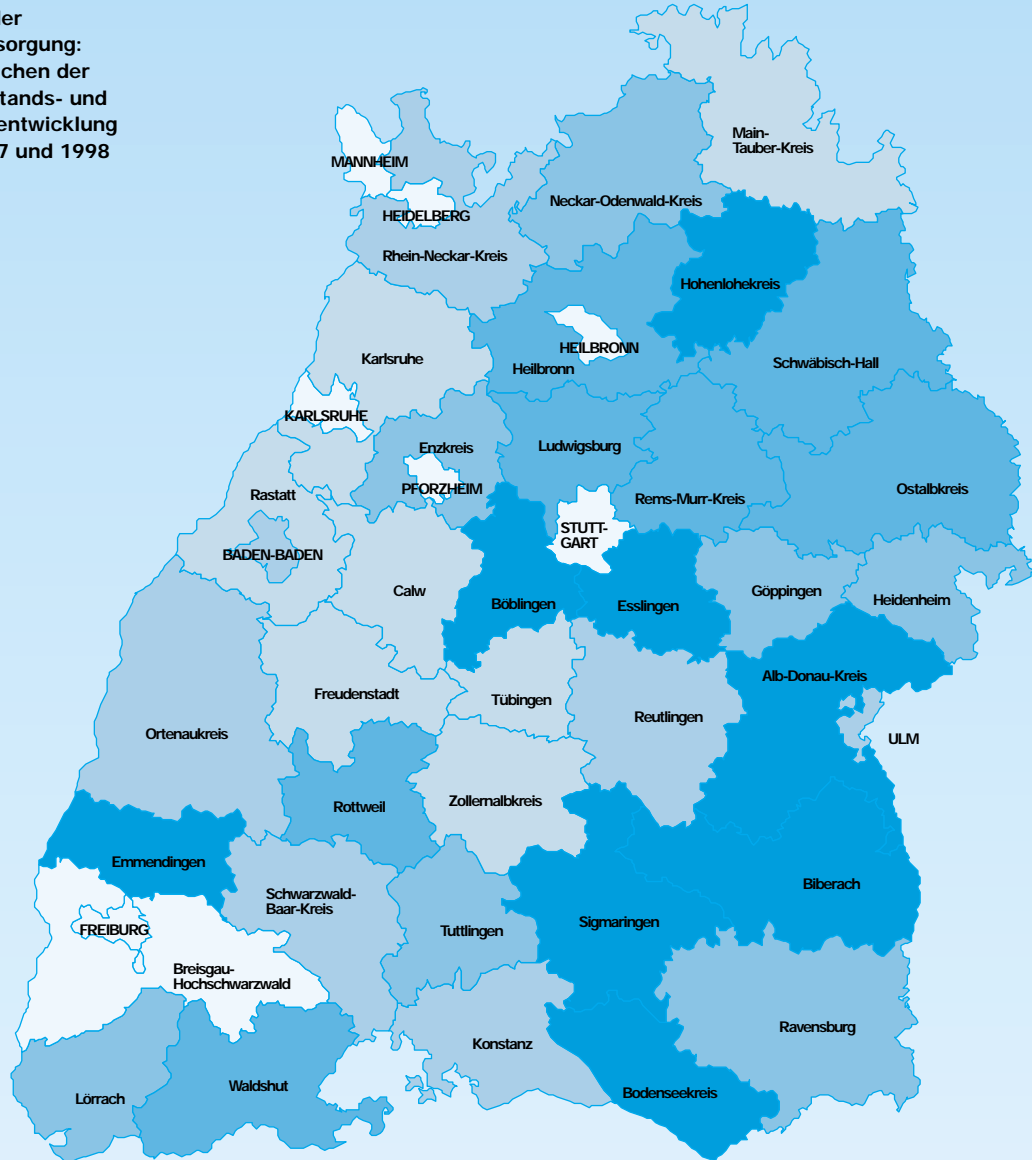 ler
sorgung:
chen der
tands- und
entwicklung
7 und 1998
Main-
Tauber-Kreis
MANNHEIM
Neckar-Odenwald-Kreis
HEIDELBERG
Rhein-Neckar-Kreis
Hohenlohekreis
HEILBRONN
Karlsruhe
Heilbronn
Schwäbisch-Hall
KARLSRUHE
Enzkreis
Ludwigsburg
PFORZHEIM
Rastatt
Rems-Murr-Kreis
Ostalbkreis
STUTT-
GART
BADEN-BADEN
Calw
Böblingen
Esslingen
Göppingen
Heidenheim
Alb-Donau-Kreis
Freudenstadt
Tübingen
Reutlingen
Ortenaukreis
ULM
Rottweil
Zollernalbkreis
Emmendingen
Biberach
Schwarzwald-
Baar-Kreis
Sigmaringen
FREIBURG
Tuttlingen
Breisgau-
Hochschwarzwald
Ravensburg
Konstanz
Waldshut
Lörrach
Bodenseekreis